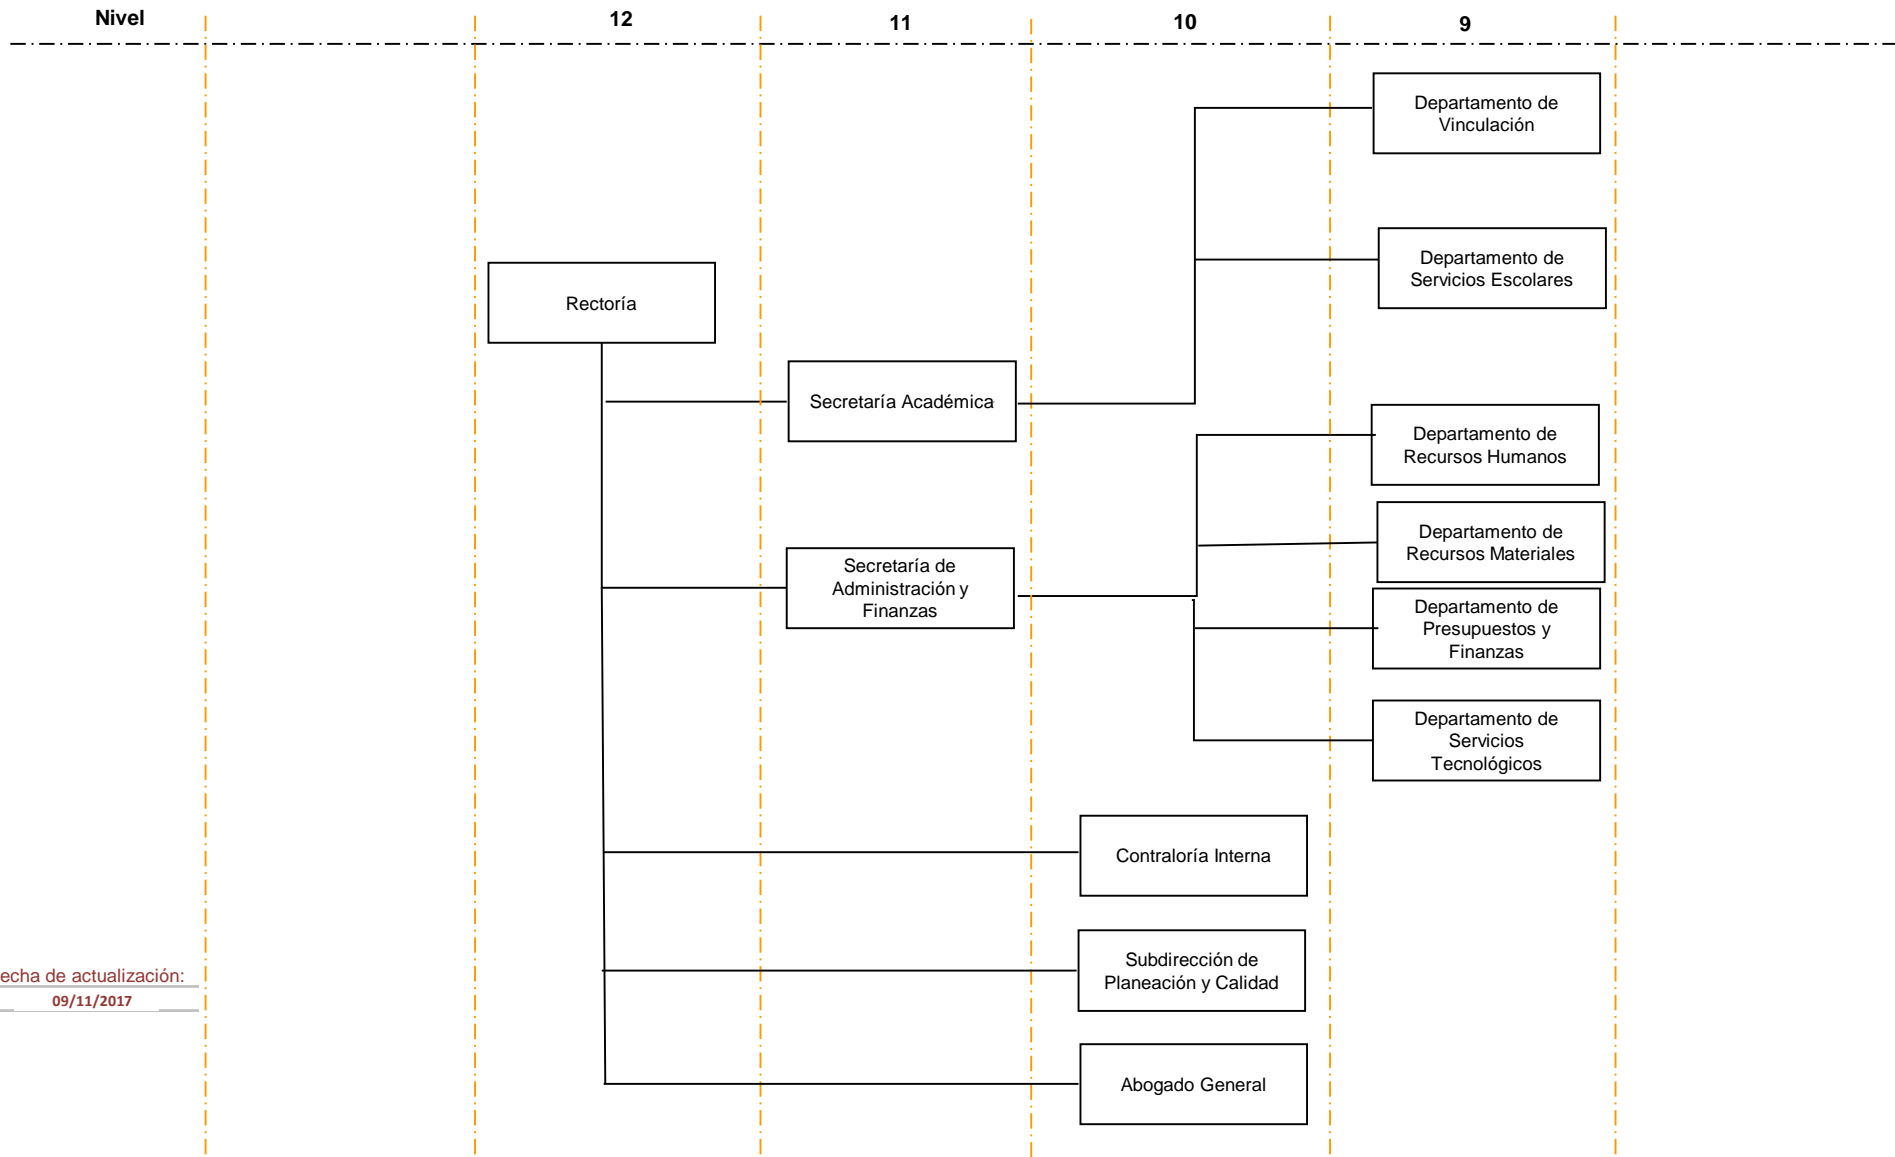 Nivel
12
11
10
9
Departamento de
Vinculación
Departamento de
Servicios Escolares
Rectoría
Secretaría Académica
Departamento de
Recursos Humanos
Departamento de
Recursos Materiales
Secretaría de
Administración y
Finanzas
Departamento de
Presupuestos y
Finanzas
Departamento de
Servicios
Tecnológicos
Contraloría Interna
Subdirección de
Planeación y Calidad
echa de actualización:
09/11/2017
Abogado General